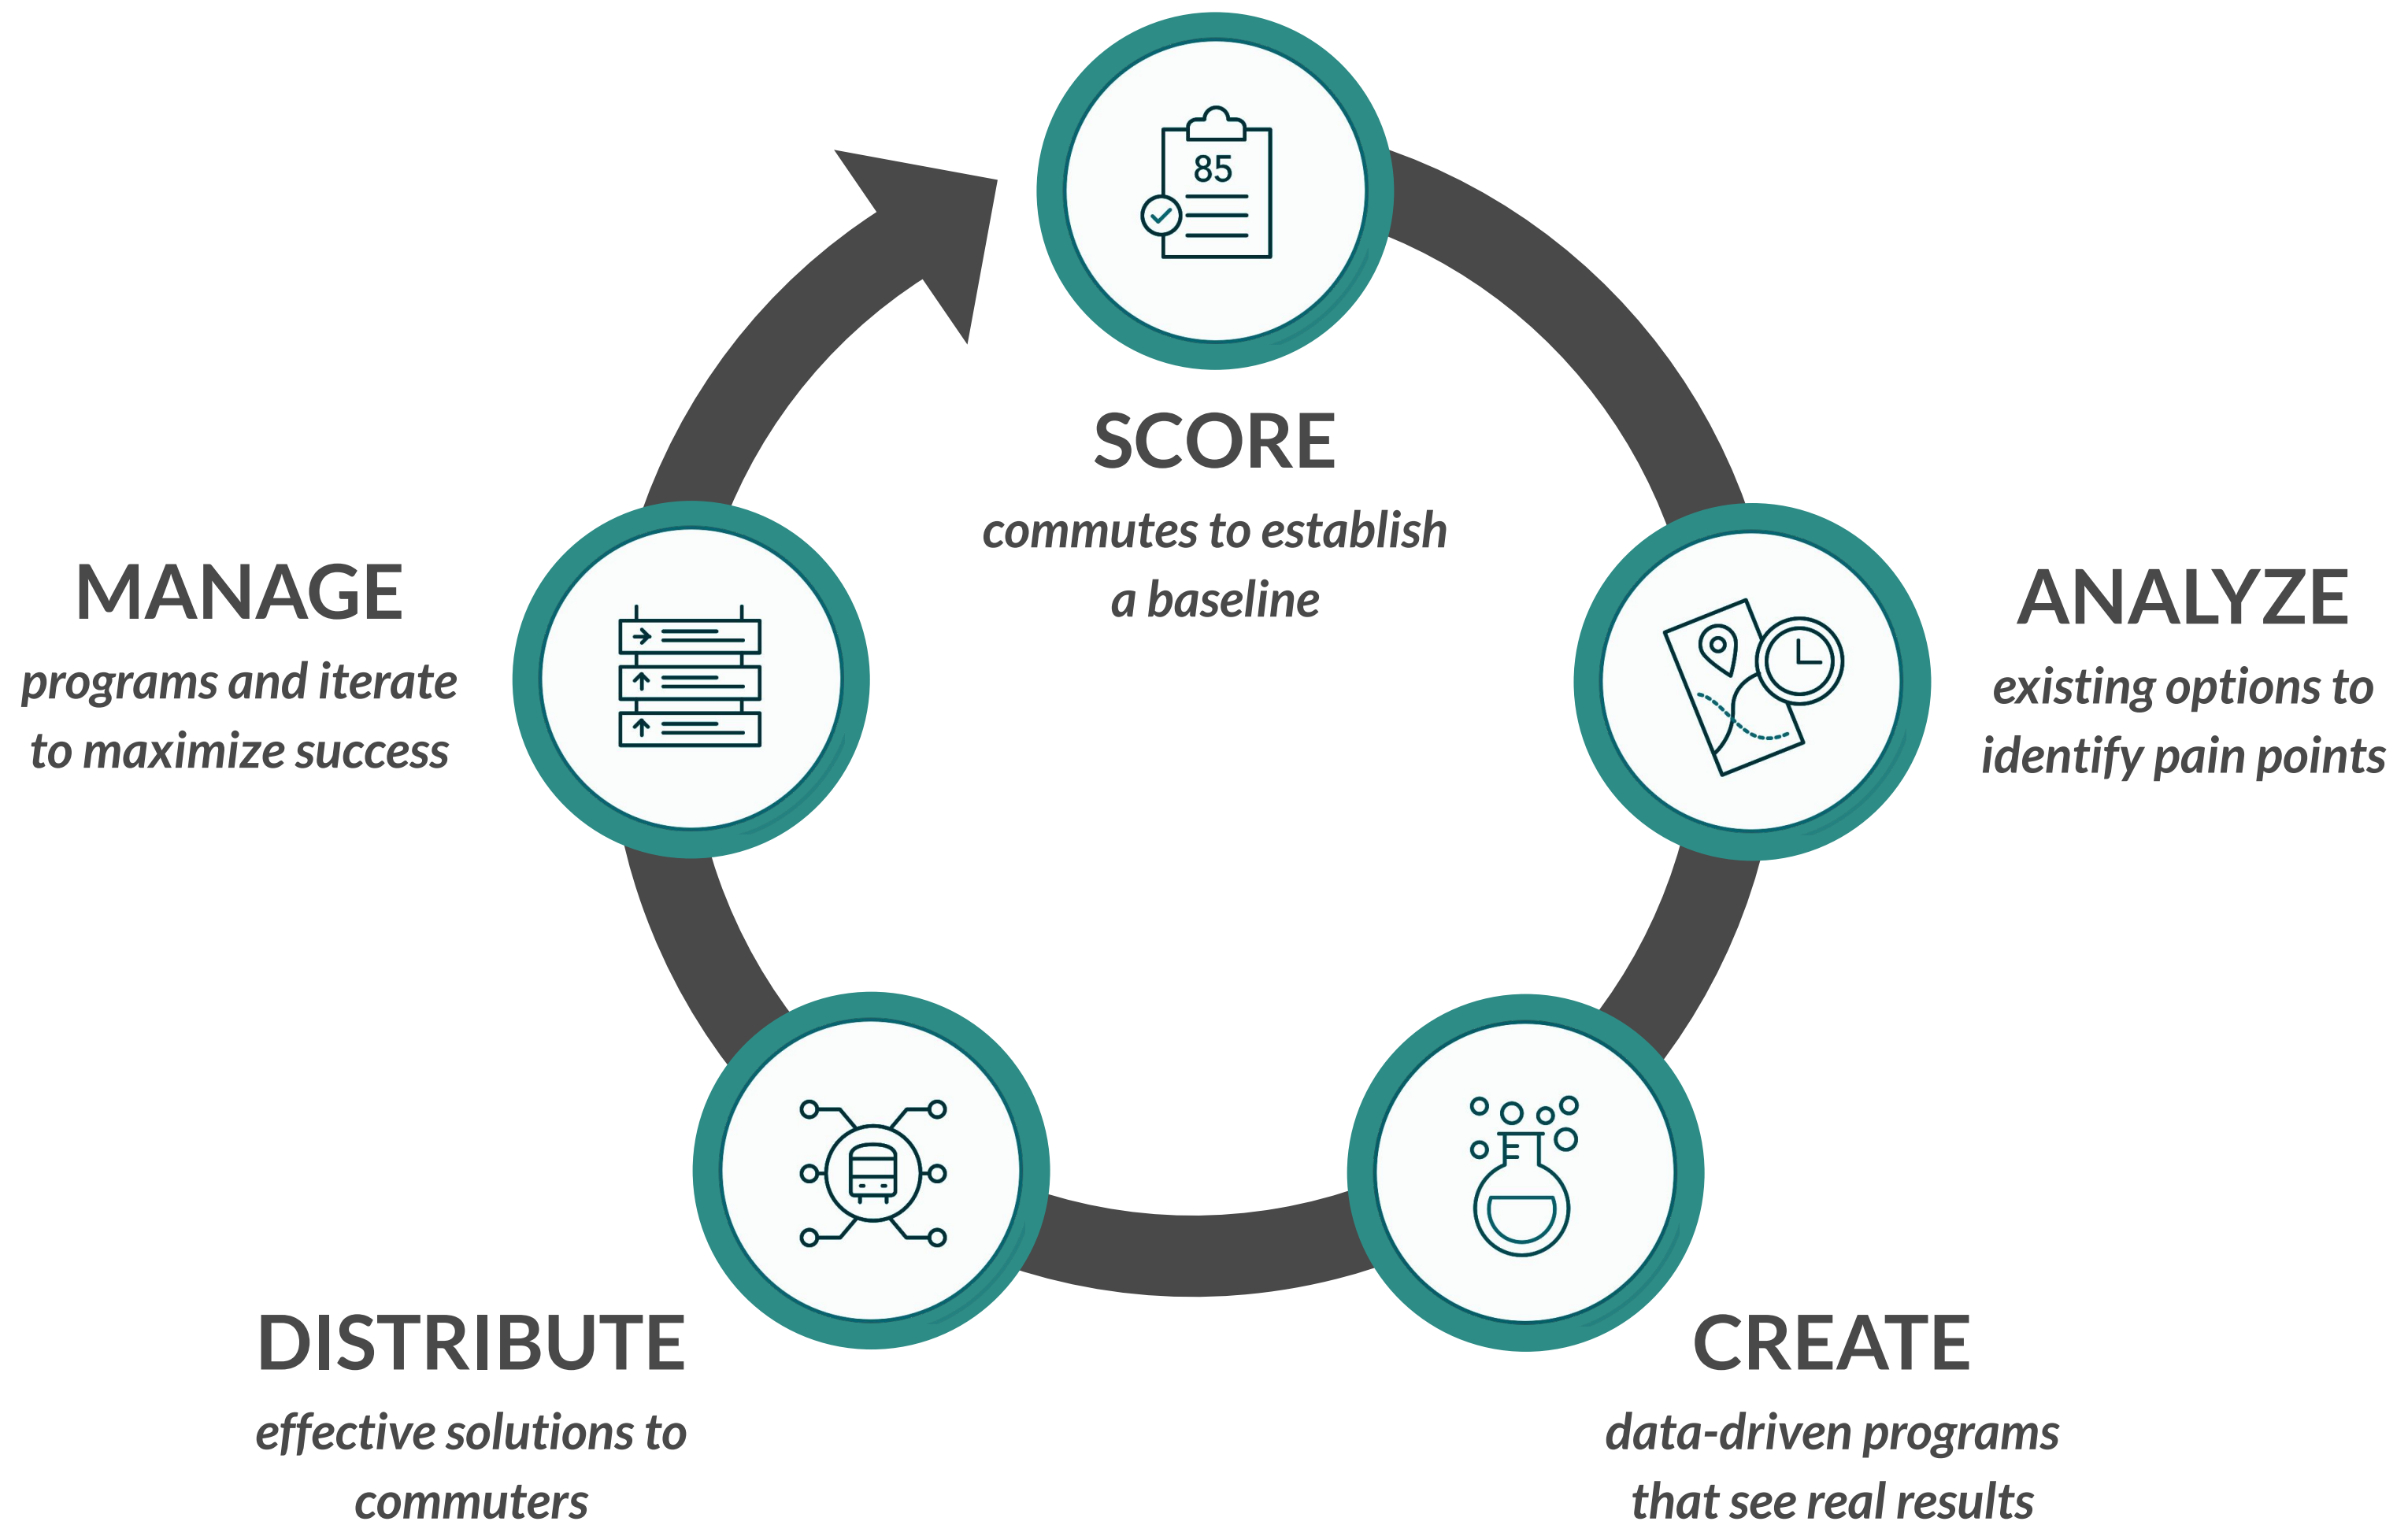 85
SCORE
commutes to establish
a baseline
ANALYZE
existing options to
identify pain points
CREATE
data-driven programs
that see real results
DISTRIBUTE
effective solutions to
commuters
MANAGE
programs and iterate
to maximize success